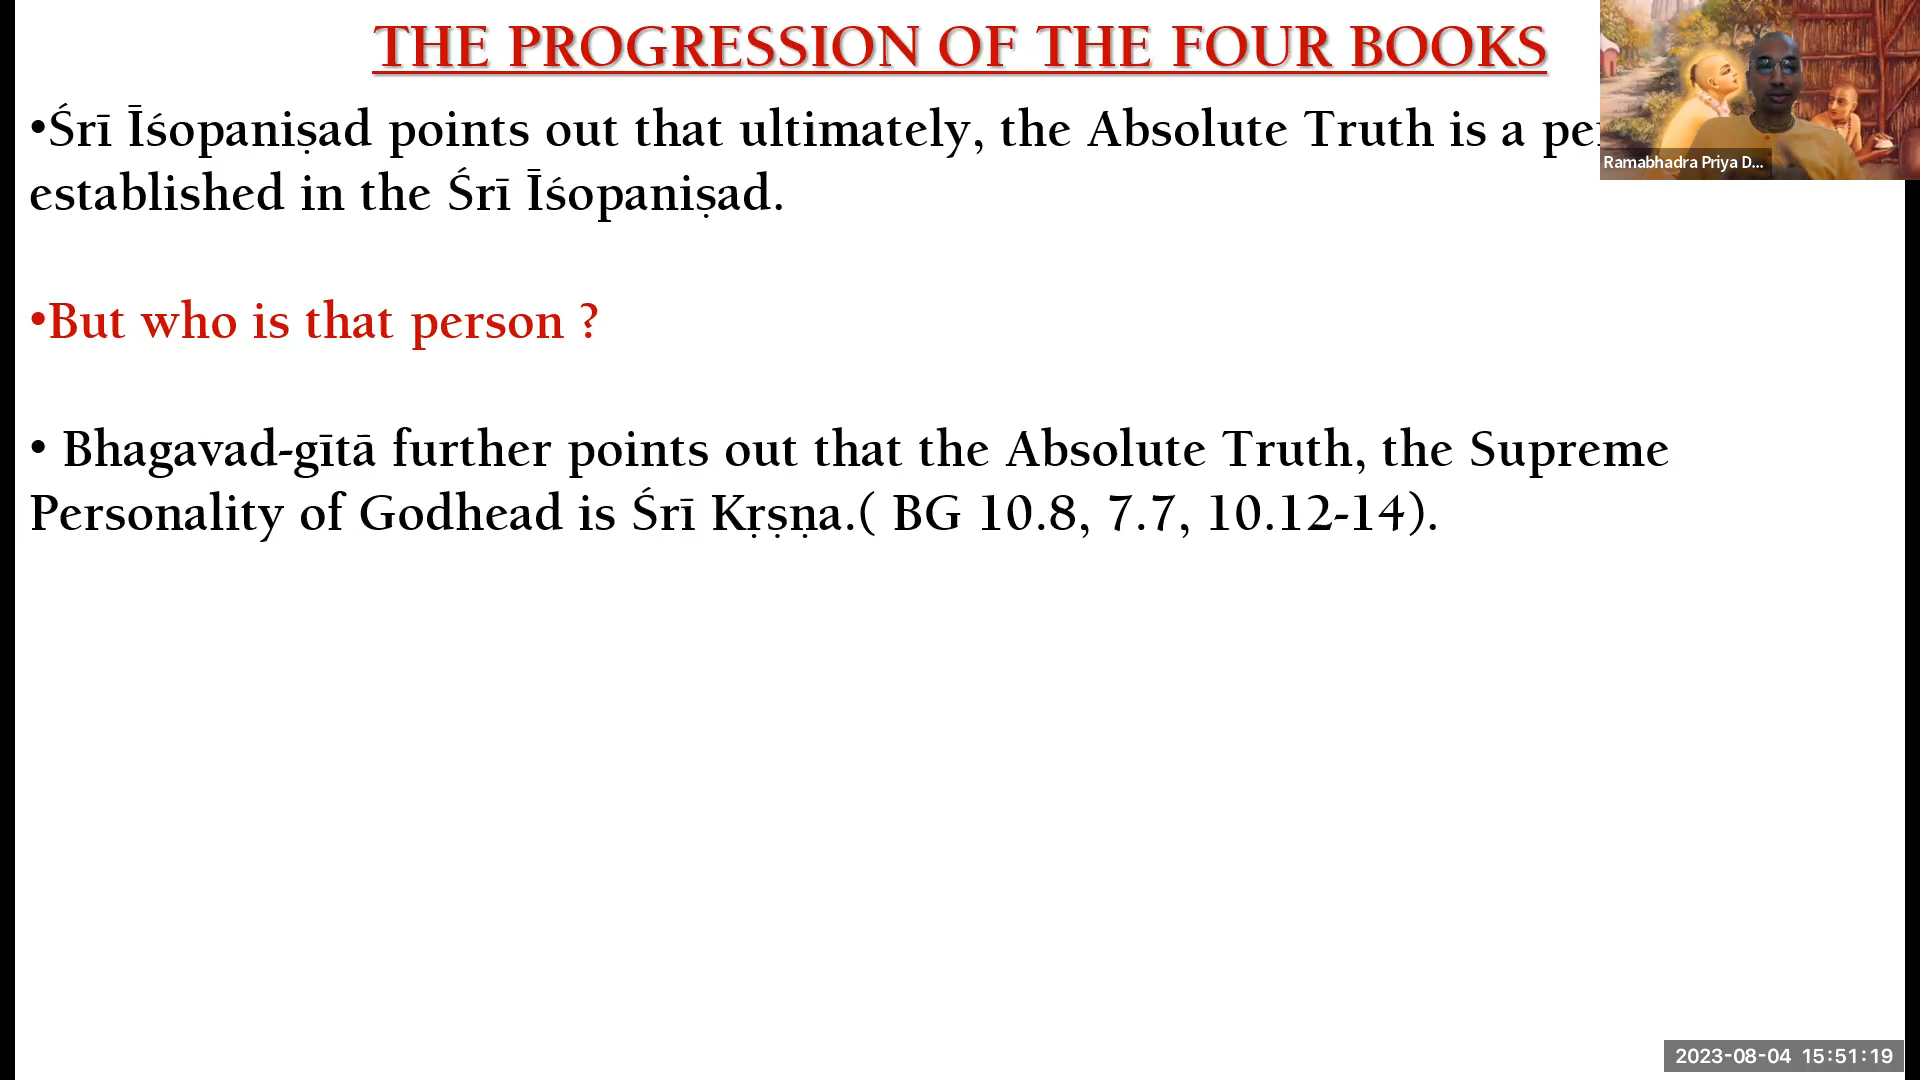 THE PROGRESSION OF THE FOUR BOOKS
•Śrī Īśopaniṣad points out that ultimately, the Absolute Truth is a
established in the Śrī Īśopaniṣad.
•But who is that person ?
• Bhagavad-gītā further points out that the Absolute Truth, the Supreme
Personality of Godhead is Śrī Kṛṣṇa.( BG 10.8, 7.7, 10.12-14).
Ramabhadra Priya D...
2023-08-04 15:51:19